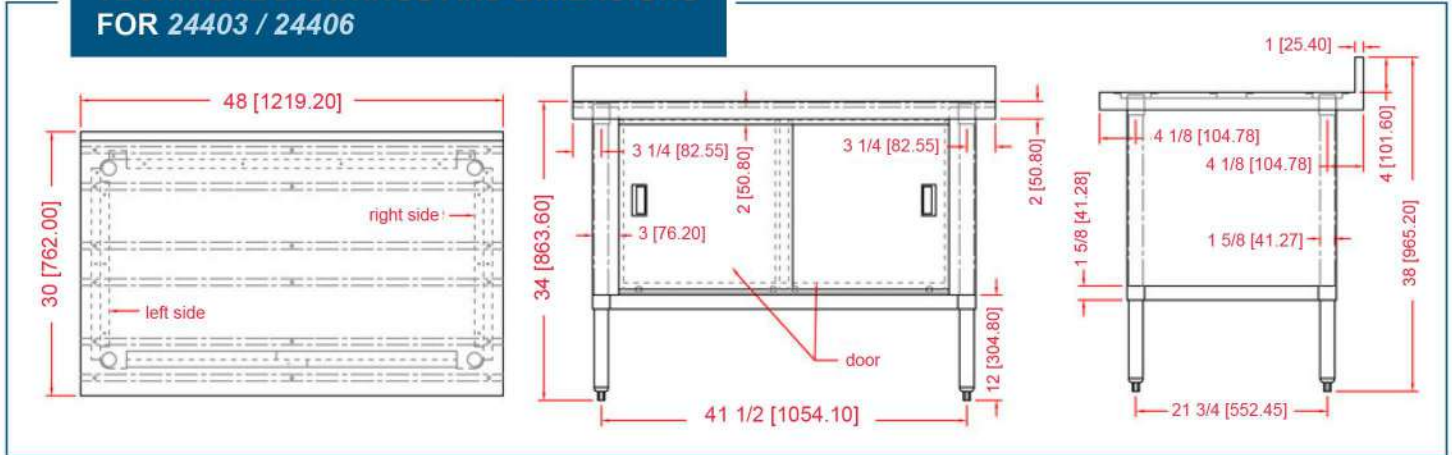 FOR 24403 / 24406
48 [1219.20]
30 [762.00]
right side
left side
34 [863.60]
3 1/4 [82.55]
2 [50.80]
3 1/4 [82.55]
2 [50.80]
3 [76.20]
door
12 [304.80]
41 1/2 [1054.10]
1 [25.40]
4 1/8 [104.78]
4 1/8 [104.78]
4 [101.60]
1 5/8 [41.28]
1 5/8 [41.27]
38 [965.20]
21 3/4 [552.45]